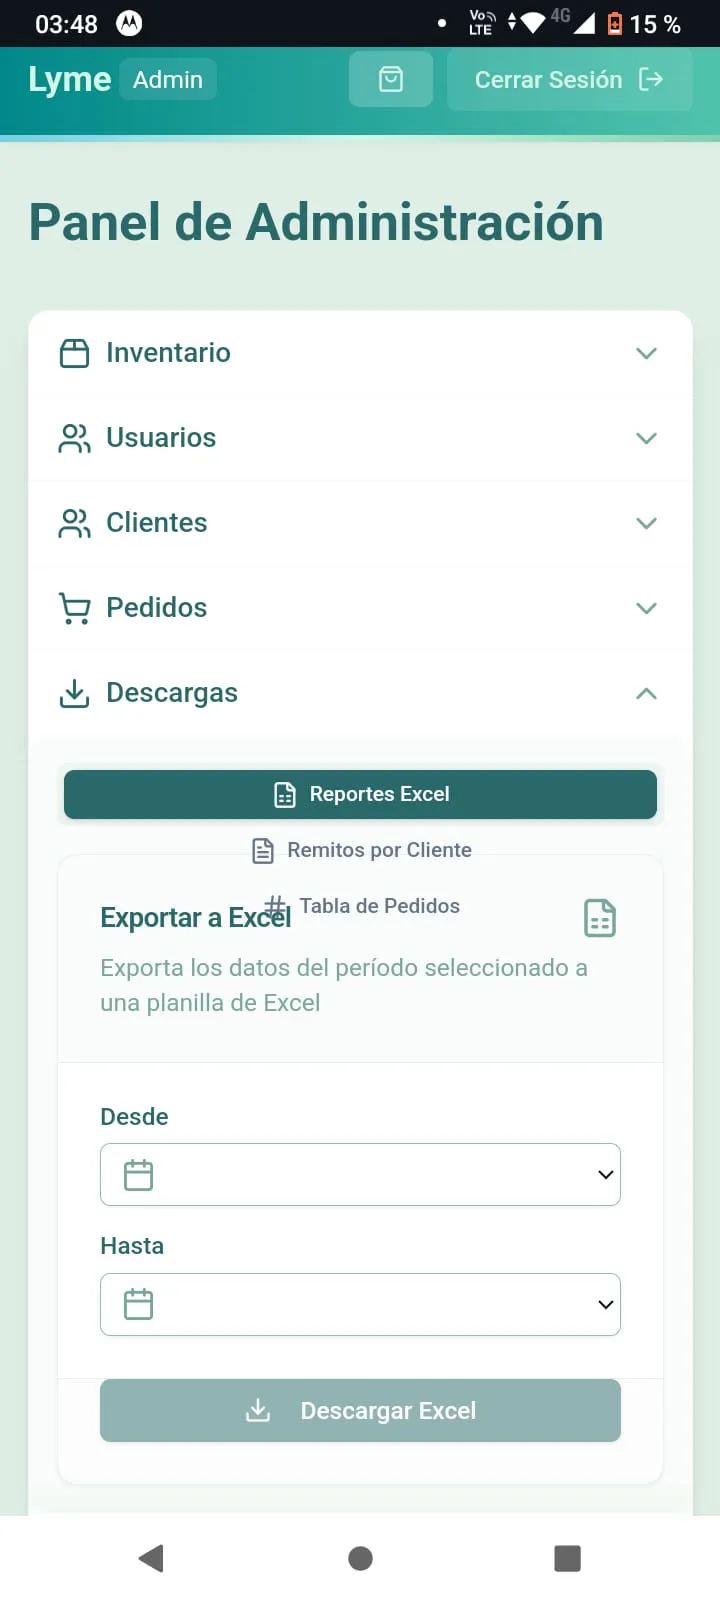 03:48
Vo LTE
4G
15 %
Lyme Admin
Cerrar Sesión
Panel de Administración
Inventario
Usuarios
Clientes
Pedidos
Descargas
Reportes Excel
Remitos por Cliente
# Tabla de Pedidos
Exportar a Excel
Exporta los datos del período seleccionado a
una planilla de Excel
Desde
Hasta
Descargar Excel